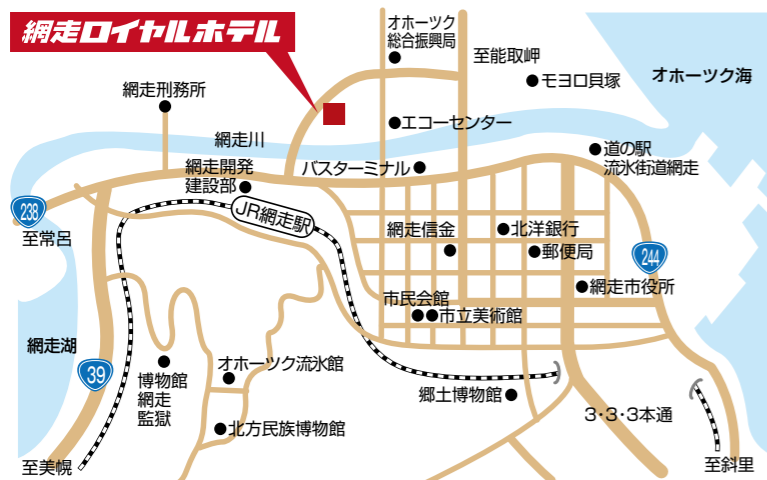 網走ロイヤルホテル
オホーツク
総合振興局
至能取岬
モヨロ貝塚
オホーツク海
網走刑務所
エコーセンター
網走川
道の駅
流氷街道網走
バスターミナル
網走開発
建設部
238
JR網走駅
至常呂
網走信金
北洋銀行
郵便局
244
網走市役所
市民会館
市立美術館
網走湖
39
オホーツク流氷館
博物館
網走
監獄
郷土博物館
3・3・3本通
北方民族博物館
至美幌
至斜里